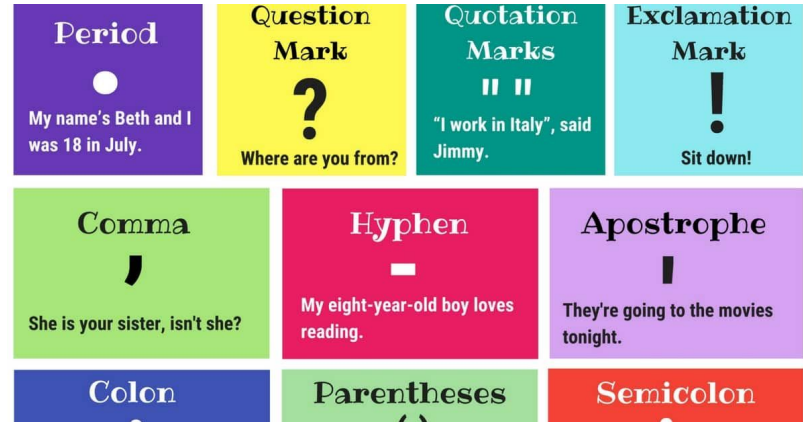 Period
•
My name's Beth and I
was 18 in July.
Question
Mark
?
Where are you from?
Quotation
Marks
" "
“I work in Italy”, said
Jimmy.
Exclamation
Mark
!
Sit down!
Comma
,
She is your sister, isn't she?
Hyphen
-
My eight-year-old boy loves
reading.
Apostrophe
'
They're going to the movies
tonight.
Colon
Parentheses
Semicolon